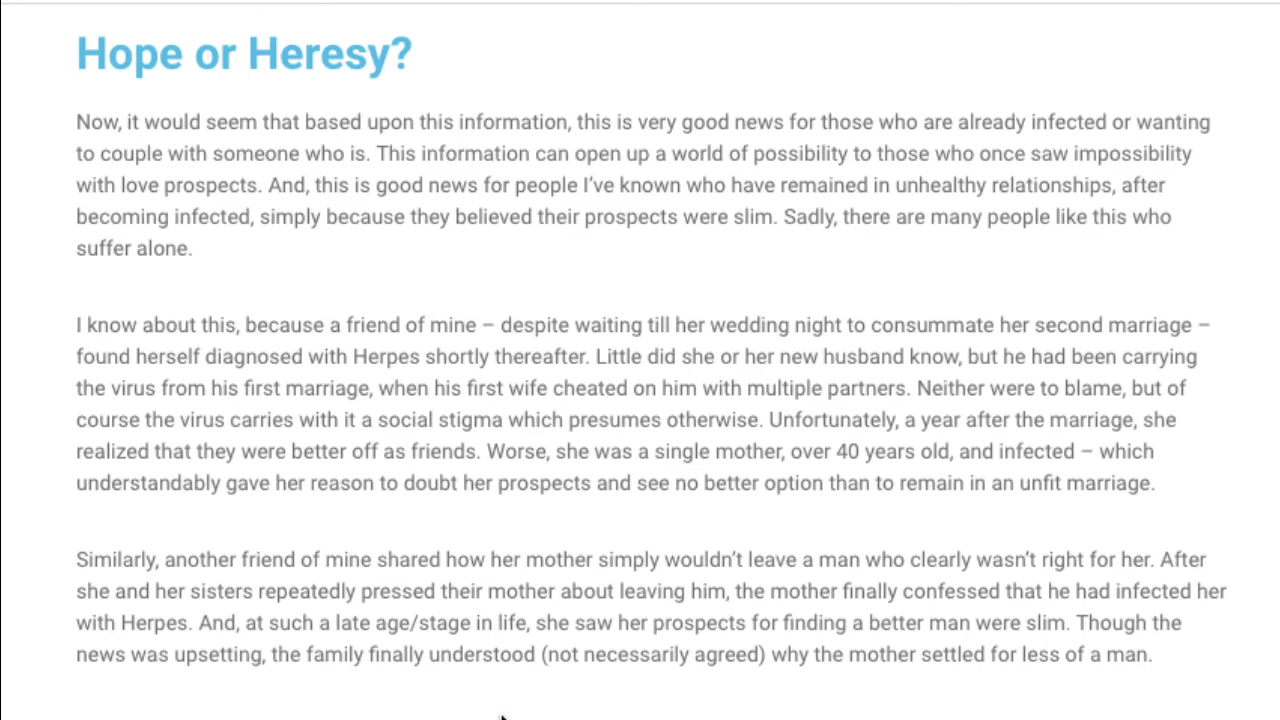 Hope or Heresy?
Now, it would seem that based upon this information, this is very good news for those who are already infected or wanting
to couple with someone who is. This information can open up a world of possibility to those who once saw impossibility
with love prospects. And, this is good news for people I’ve known who have remained in unhealthy relationships, after
becoming infected, simply because they believed their prospects were slim. Sadly, there are many people like this who
suffer alone.
I know about this, because a friend of mine – despite waiting till her wedding night to consummate her second marriage –
found herself diagnosed with Herpes shortly thereafter. Little did she or her new husband know, but he had been carrying
the virus from his first marriage, when his first wife cheated on him with multiple partners. Neither were to blame, but of
course the virus carries with it a social stigma which presumes otherwise. Unfortunately, a year after the marriage, she
realized that they were better off as friends. Worse, she was a single mother, over 40 years old, and infected – which
understandably gave her reason to doubt her prospects and see no better option than to remain in an unfit marriage.
Similarly, another friend of mine shared how her mother simply wouldn’t leave a man who clearly wasn’t right for her. After
she and her sisters repeatedly pressed their mother about leaving him, the mother finally confessed that he had infected her
with Herpes. And, at such a late age/stage in life, she saw her prospects for finding a better man were slim. Though the
news was upsetting, the family finally understood (not necessarily agreed) why the mother settled for less of a man.